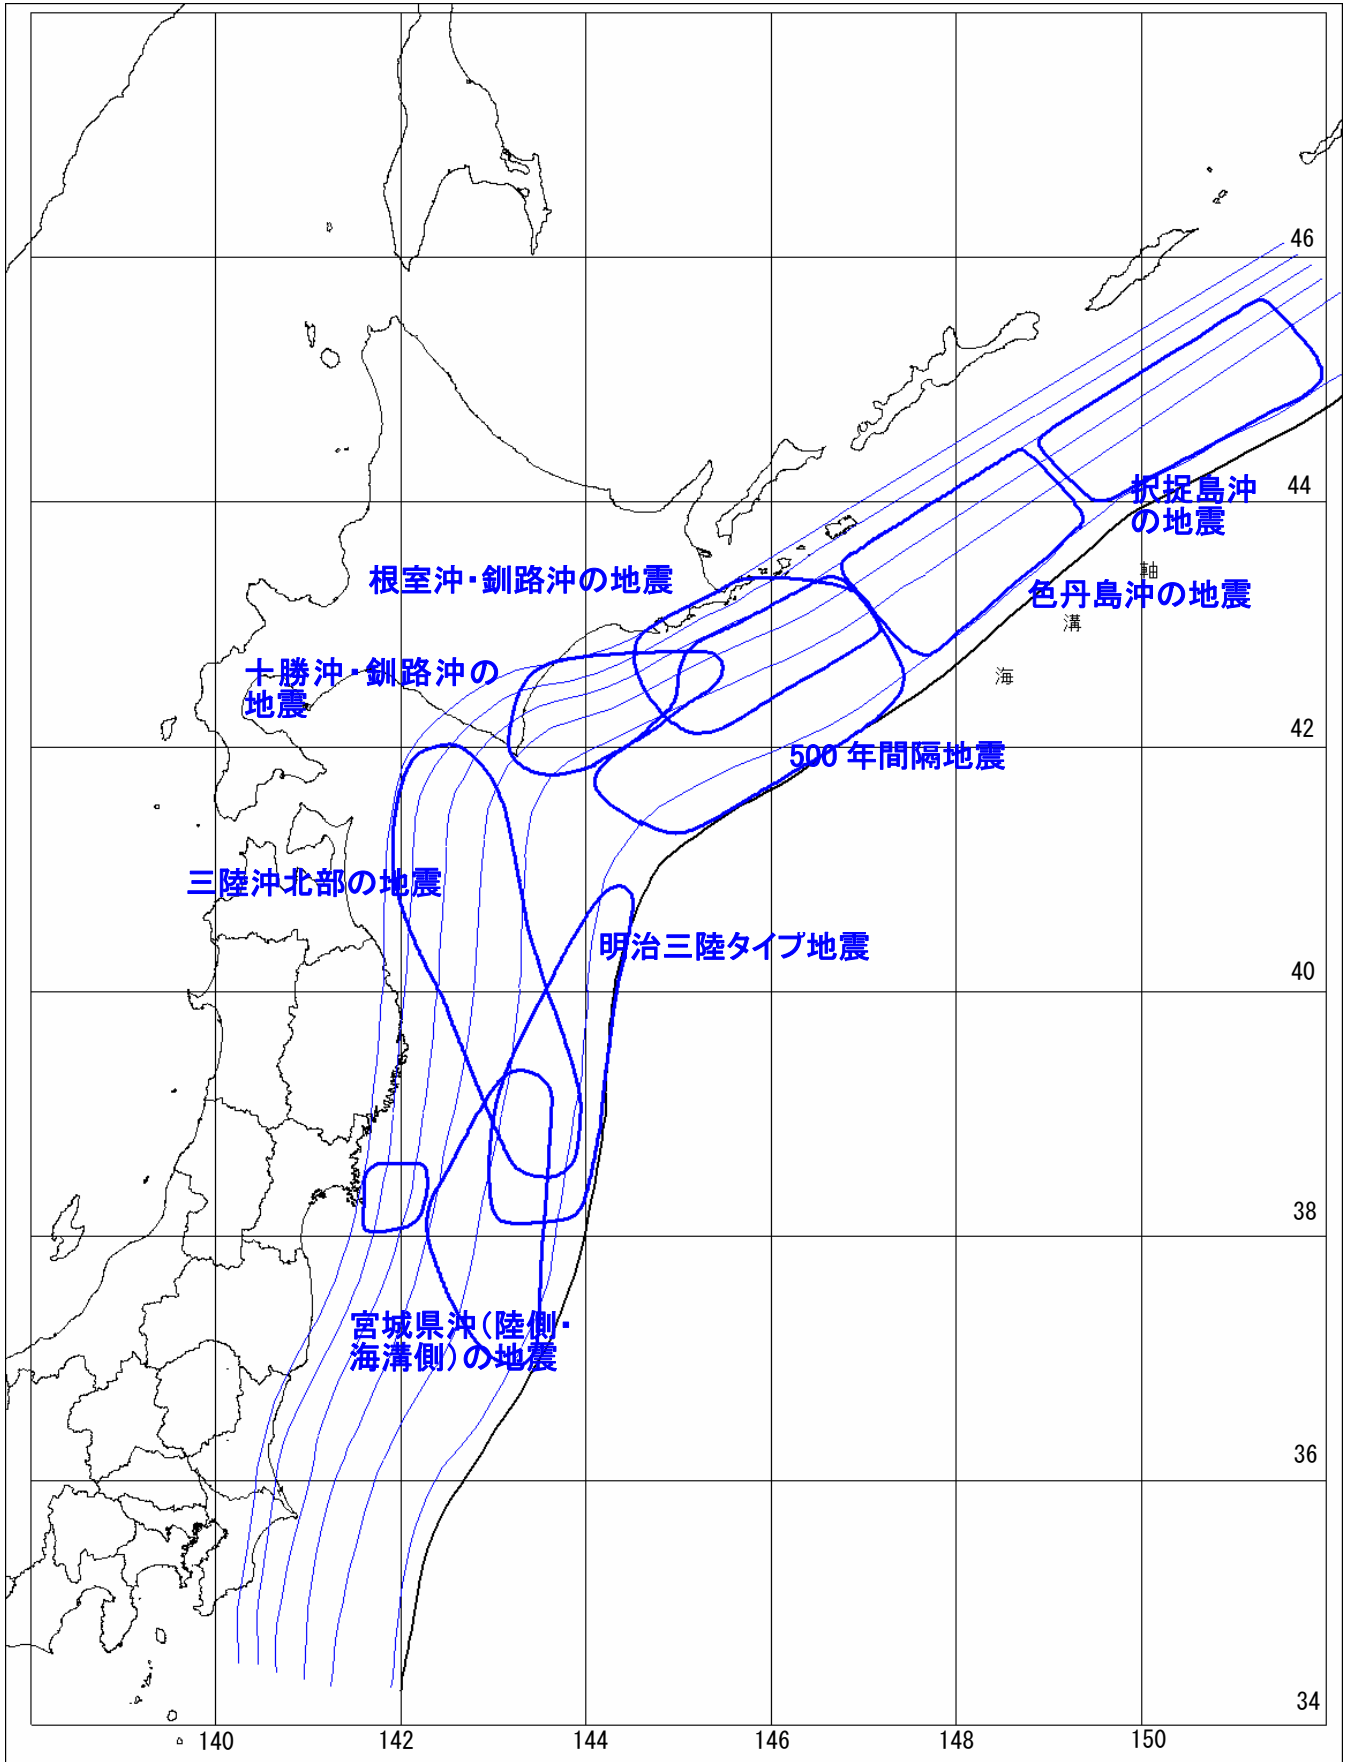 46
44
択捉島沖
の地震
軸
根室沖・釧路沖の地震
色丹島沖の地震
溝
十勝沖・釧路沖の
地震
海
42
500 年間隔地震
三陸沖北部の地震
明治三陸タイプ地震
40
38
宮城県沖(陸側・
海溝側)の地震
36
34
140
142
144
146
148
150